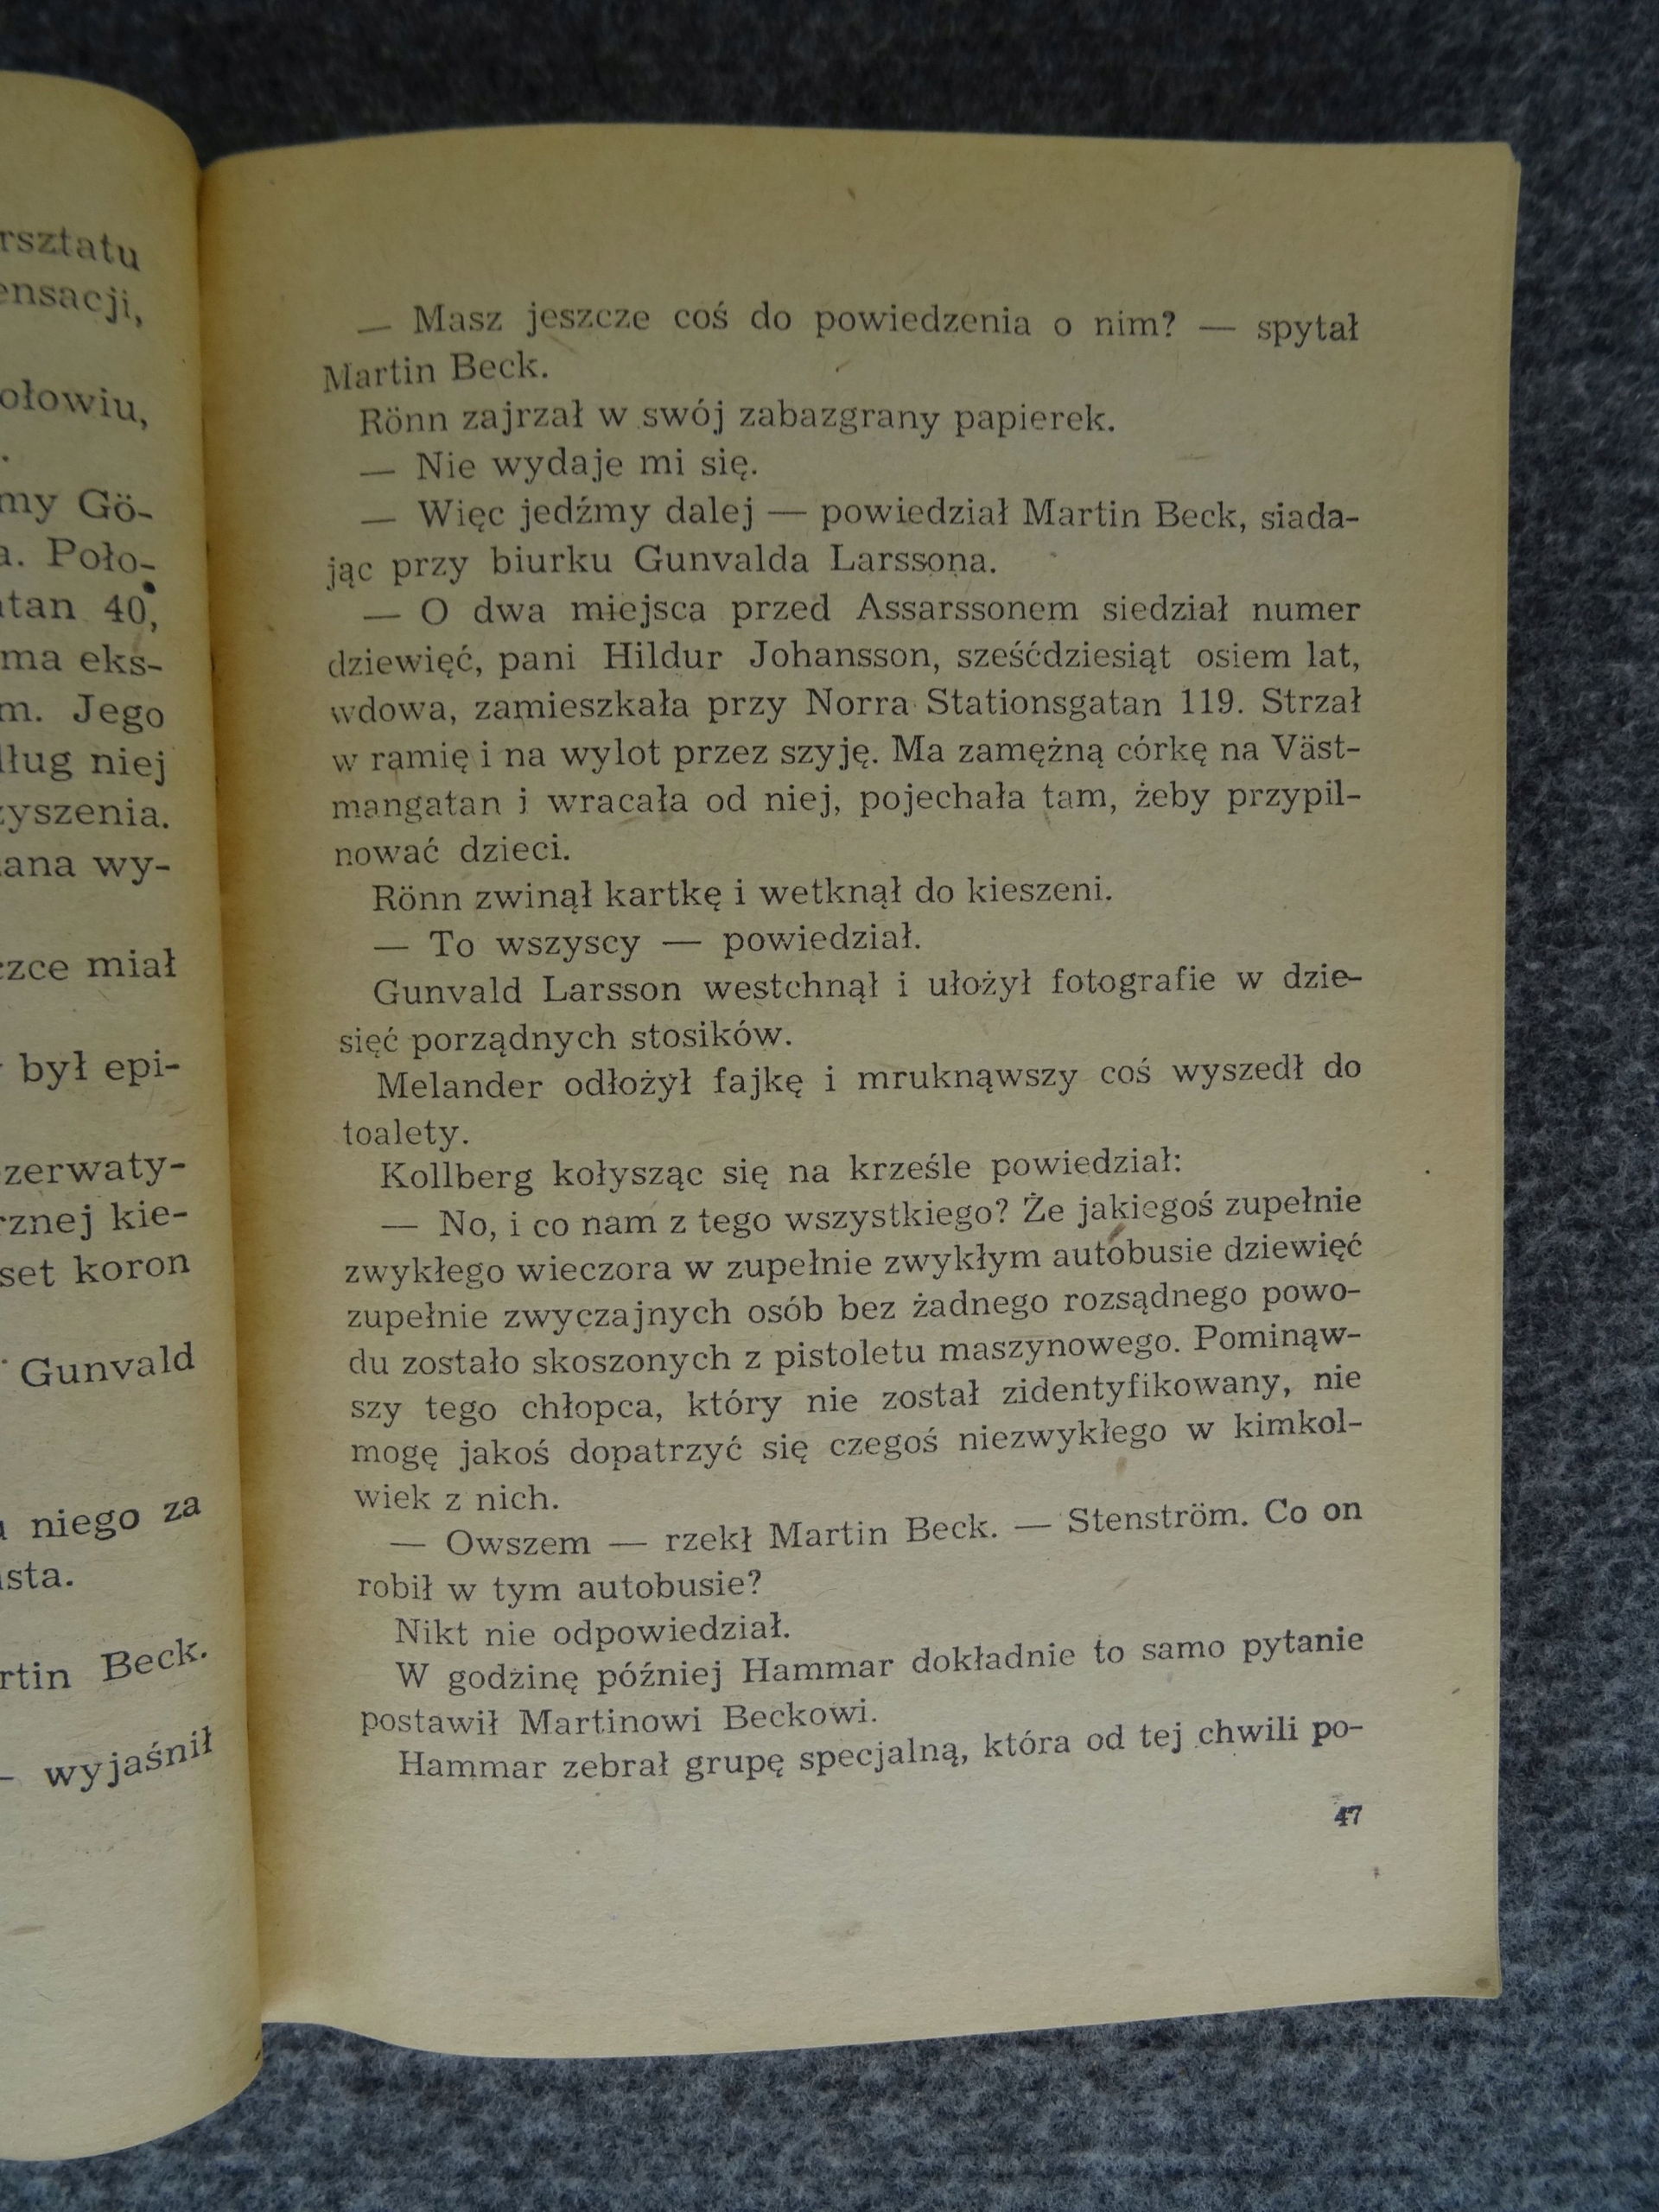 rsztatu
ensacji,
ołowiu,
my Gö-
a. Poło-
tan 40,
ma eks-
m. Jego
dług niej
yszenia.
ana wy-
zce miał
był epi-
zerwaty-
rznej kie-
set koron
Gunvald
niego za
sta.
rtin Beck.
— wyjaśnił
— Masz jeszcze coś do powiedzenia o nim? — spytał
Martin Beck.
Rönn zajrzał w swój zabazgrany papierek.
— Nie wydaje mi się.
— Więc jedźmy dalej — powiedział Martin Beck, siada-
jąc przy biurku Gunvalda Larssona.
— O dwa miejsca przed Assarssonem siedział numer
dziewięć, pani Hildur Johansson, sześćdziesiąt osiem lat,
wdowa, zamieszkała przy Norra Stationsgatan 119. Strzał
w ramię i na wylot przez szyję. Ma zamężną córkę na Väst-
mangatan i wracała od niej, pojechała tam, żeby przypil-
nować dzieci.
Rönn zwinął kartkę i wetknął do kieszeni.
— To wszyscy — powiedział.
Gunvald Larsson westchnął i ułożył fotografie w dzie-
sięć porządnych stosików.
Melander odłożył fajkę i mruknąwszy coś wyszedł do
toalety.
Kollberg kołysząc się na krześle powiedział:
— No, i co nam z tego wszystkiego? Że jakiegoś zupełnie
zwykłego wieczora w zupełnie zwykłym autobusie dziewięć
zupełnie zwyczajnych osób bez żadnego rozsądnego powo-
du zostało skoszonych z pistoletu maszynowego. Pominąw-
szy tego chłopca, który nie został zidentyfikowany, nie
mogę jakoś dopatrzyć się czegoś niezwykłego w kimkol-
wiek z nich.
— Owszem — rzekł Martin Beck. — Stenström. Co on
robił w tym autobusie?
Nikt nie odpowiedział.
W godzinę później Hammar dokładnie to samo pytanie
postawił Martinowi Beckowi.
Hammar zebrał grupę specjalną, która od tej chwili po-
47